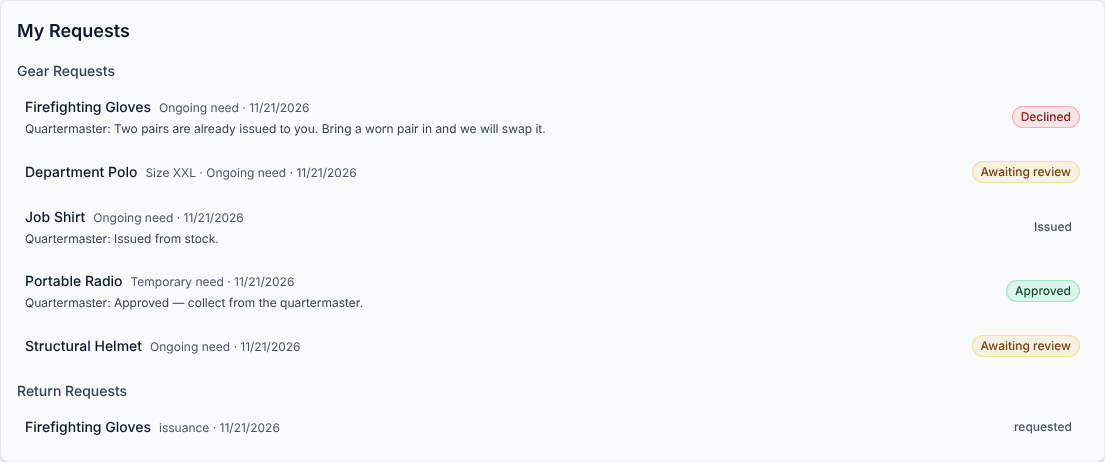 My Requests
Gear Requests
Firefighting Gloves Ongoing need · 11/21/2026
Declined
Quartermaster: Two pairs are already issued to you. Bring a worn pair in and we will swap it.
Department Polo Size XXL · Ongoing need · 11/21/2026
Awaiting review
Job Shirt Ongoing need · 11/21/2026
Issued
Quartermaster: Issued from stock.
Portable Radio Temporary need · 11/21/2026
Approved
Quartermaster: Approved — collect from the quartermaster.
Structural Helmet Ongoing need · 11/21/2026
Awaiting review
Return Requests
Firefighting Gloves issuance · 11/21/2026
requested